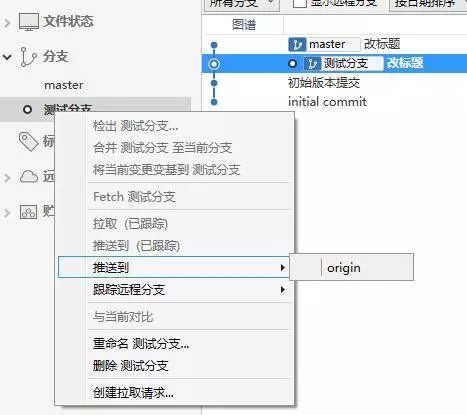 所有分支
显示远程分支
按日期排序
文件状态
图谱
分支
master 改标题
测试分支 改标题
master
初始版本提交
测试分支
initial commit
标
检出 测试分支...
合并 测试分支 至当前分支
将当前变更变基到 测试分支
远
Fetch 测试分支
贮
拉取 (已跟踪)
推送到 (已跟踪)
推送到
origin
跟踪远程分支
与当前对比
重命名 测试分支...
删除 测试分支
创建拉取请求...